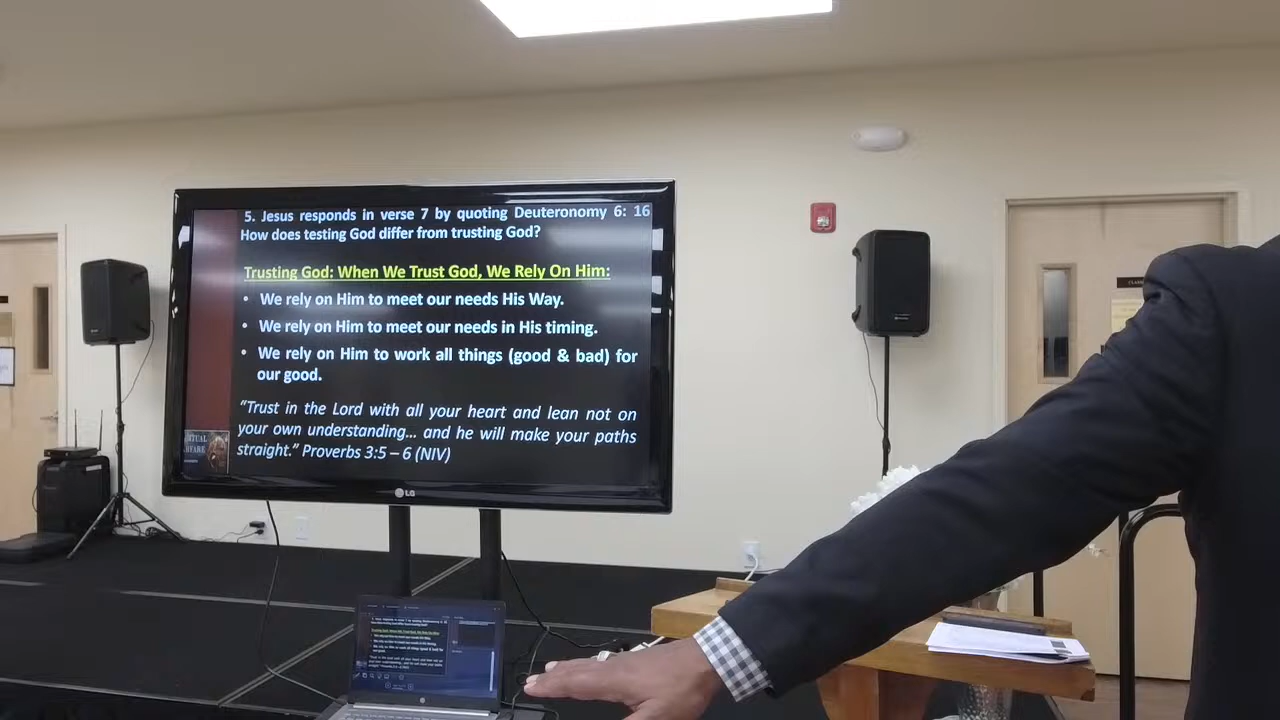 5. Jesus responds in verse 7 by quoting Deuteronomy 6: 16
How does testing God differ from trusting God?
Trusting God: When We Trust God, We Rely On Him:
• We rely on Him to meet our needs His Way.
• We rely on Him to meet our needs in His timing.
• We rely on Him to work all things (good & bad) for
our good.
“Trust in the Lord with all your heart and lean not on
your own understanding... and he will make your paths
straight.” Proverbs 3:5 – 6 (NIV)
LG